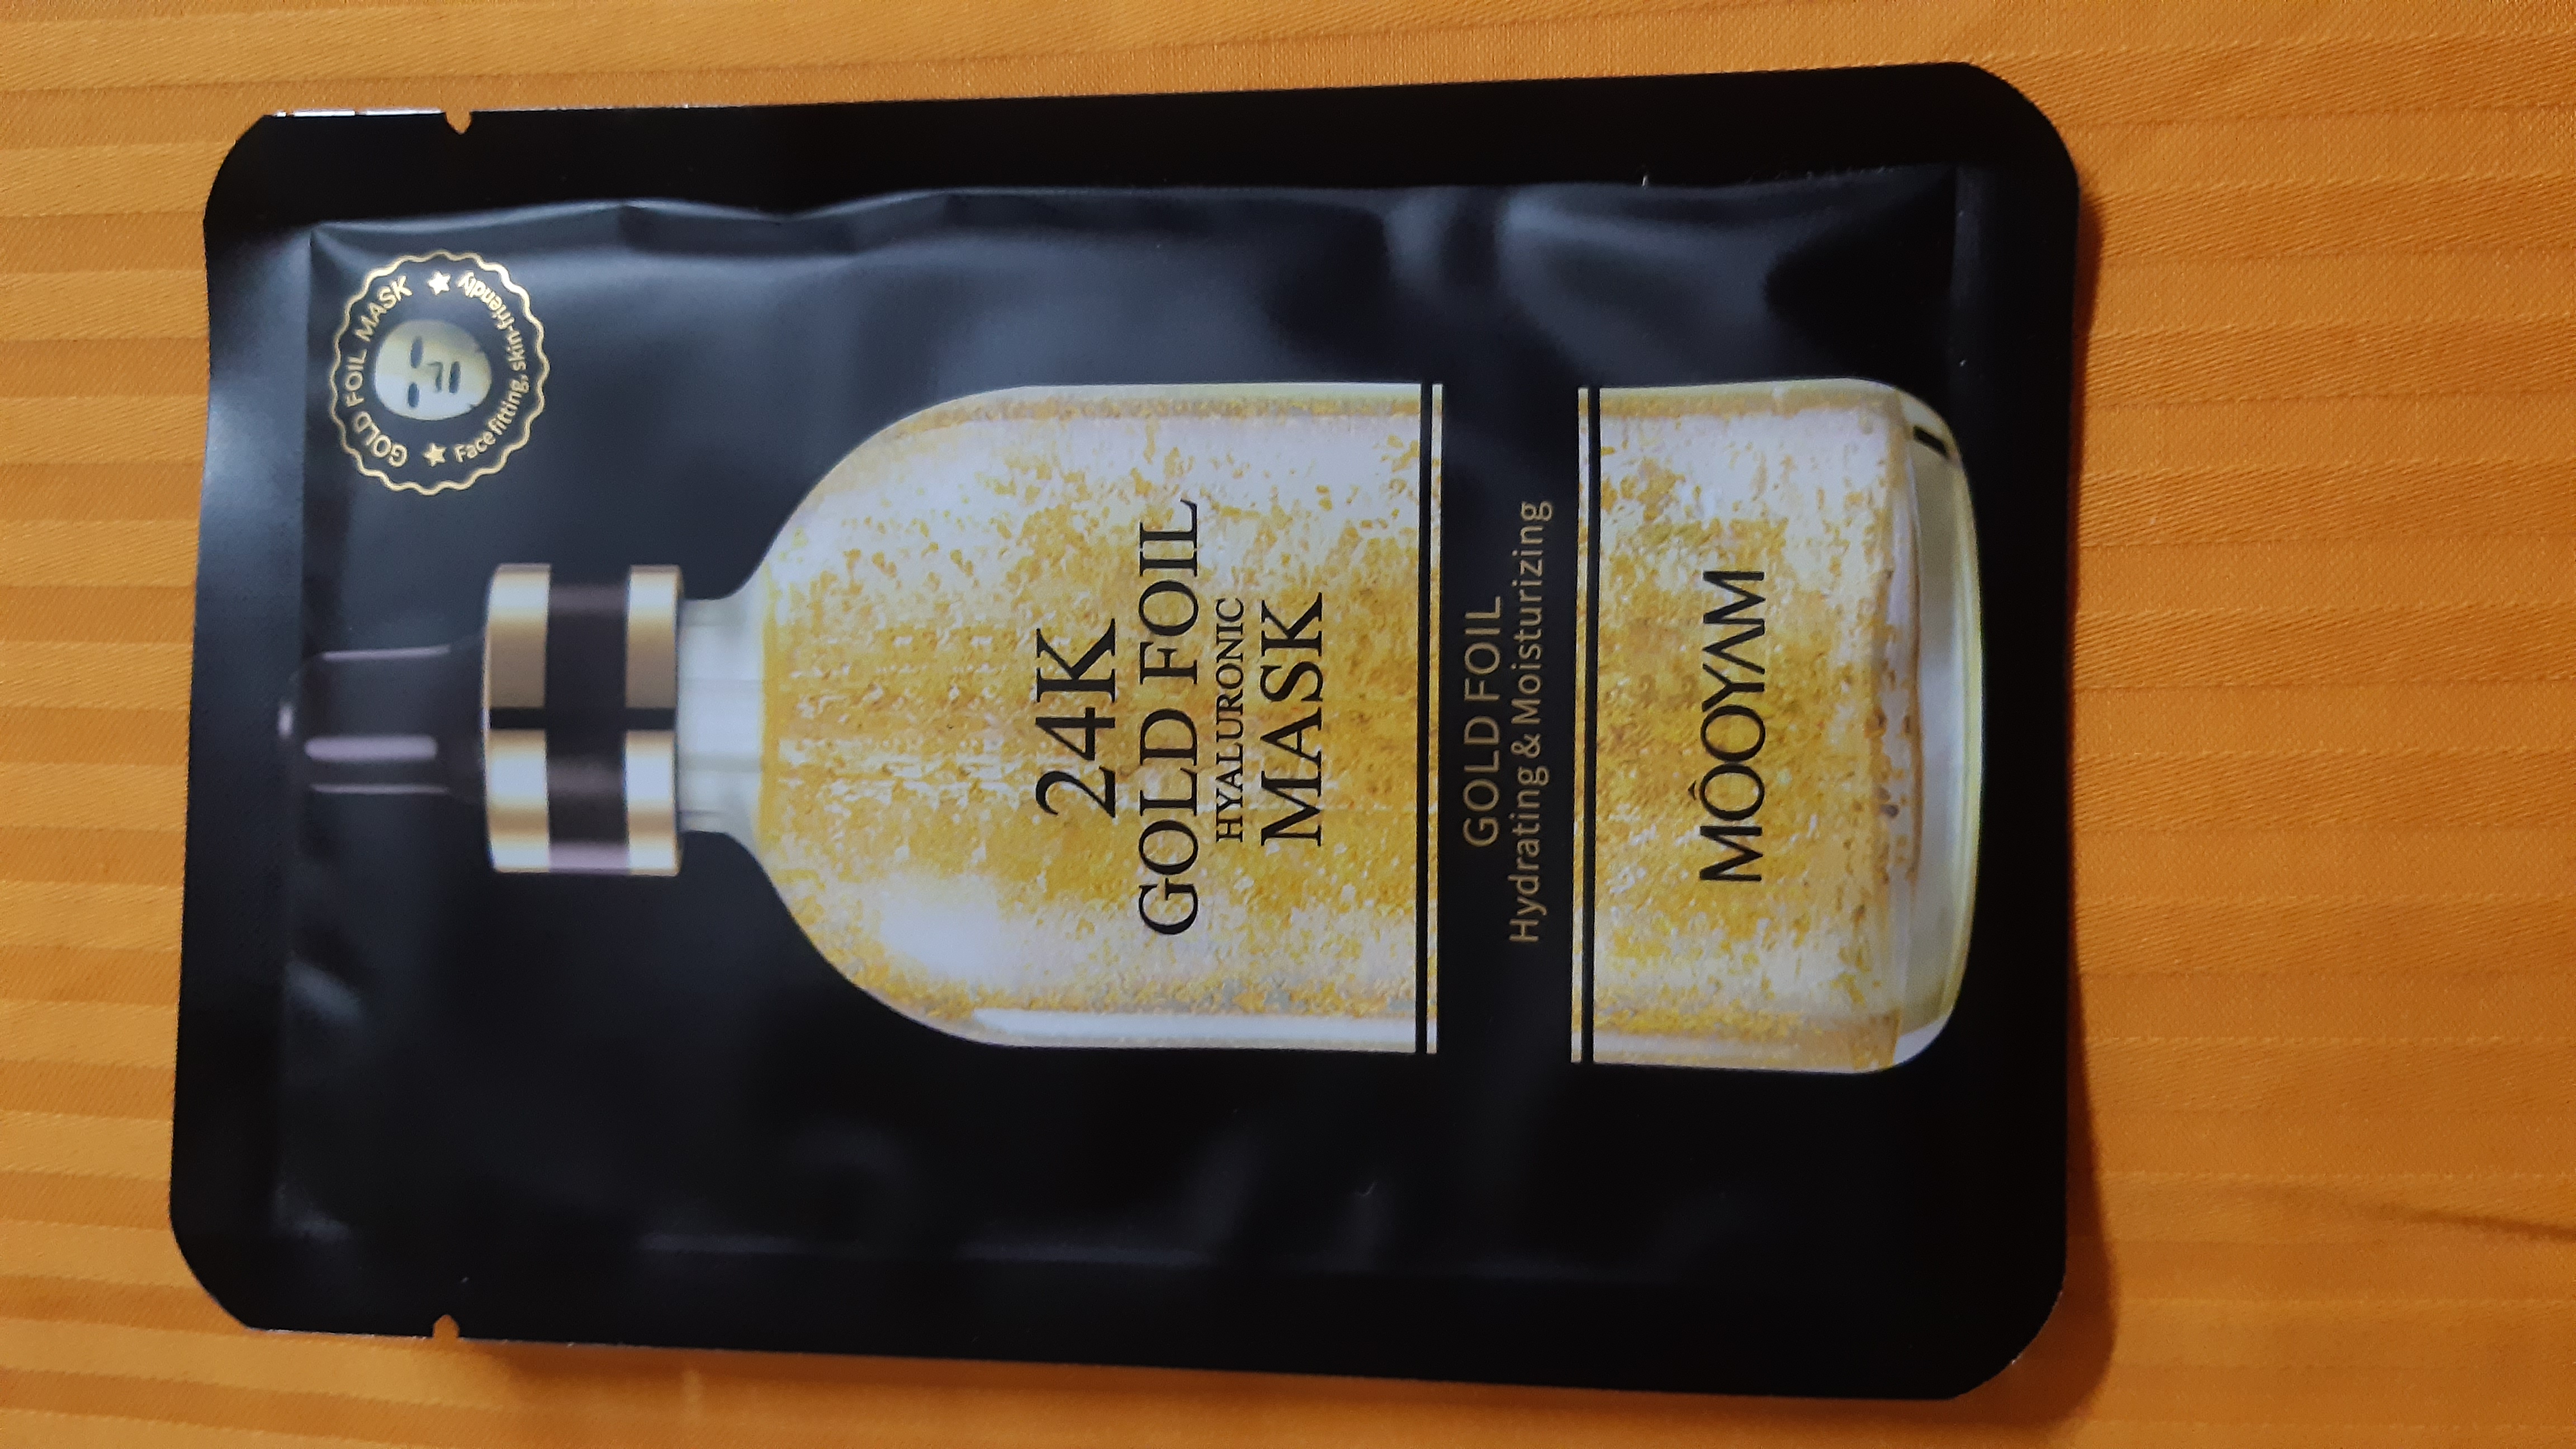 GOLD FOIL MASK
Face fitting, skin-friendly
24K
GOLD FOIL
HYALURONIC
MASK
GOLD FOIL
Hydrating & Moisturizing
MÔOYAM